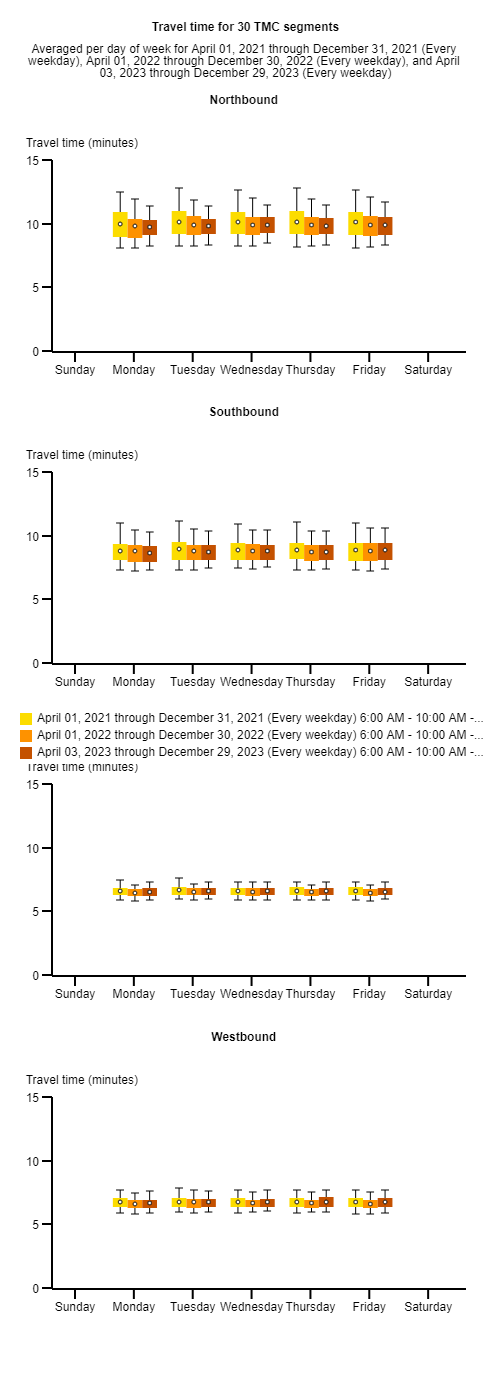 Travel time for 30 TMC segments
Averaged per day of week for April 01, 2021 through December 31, 2021 (Every
weekday), April 01, 2022 through December 30, 2022 (Every weekday), and April
03, 2023 through December 29, 2023 (Every weekday)
Northbound
Travel time (minutes)
15
10
5
0
Sunday Monday Tuesday Wednesday Thursday Friday Saturday
Southbound
Travel time (minutes)
15
10
5
0
Sunday Monday Tuesday Wednesday Thursday Friday Saturday
April 01, 2021 through December 31, 2021 (Every weekday) 6:00 AM - 10:00 AM -...
April 01, 2022 through December 30, 2022 (Every weekday) 6:00 AM - 10:00 AM -...
April 03, 2023 through December 29, 2023 (Every weekday) 6:00 AM - 10:00 AM -...
Travel time (minutes)
15
10
5
0
Sunday Monday Tuesday Wednesday Thursday Friday Saturday
Westbound
Travel time (minutes)
15
10
5
0
Sunday Monday Tuesday Wednesday Thursday Friday Saturday